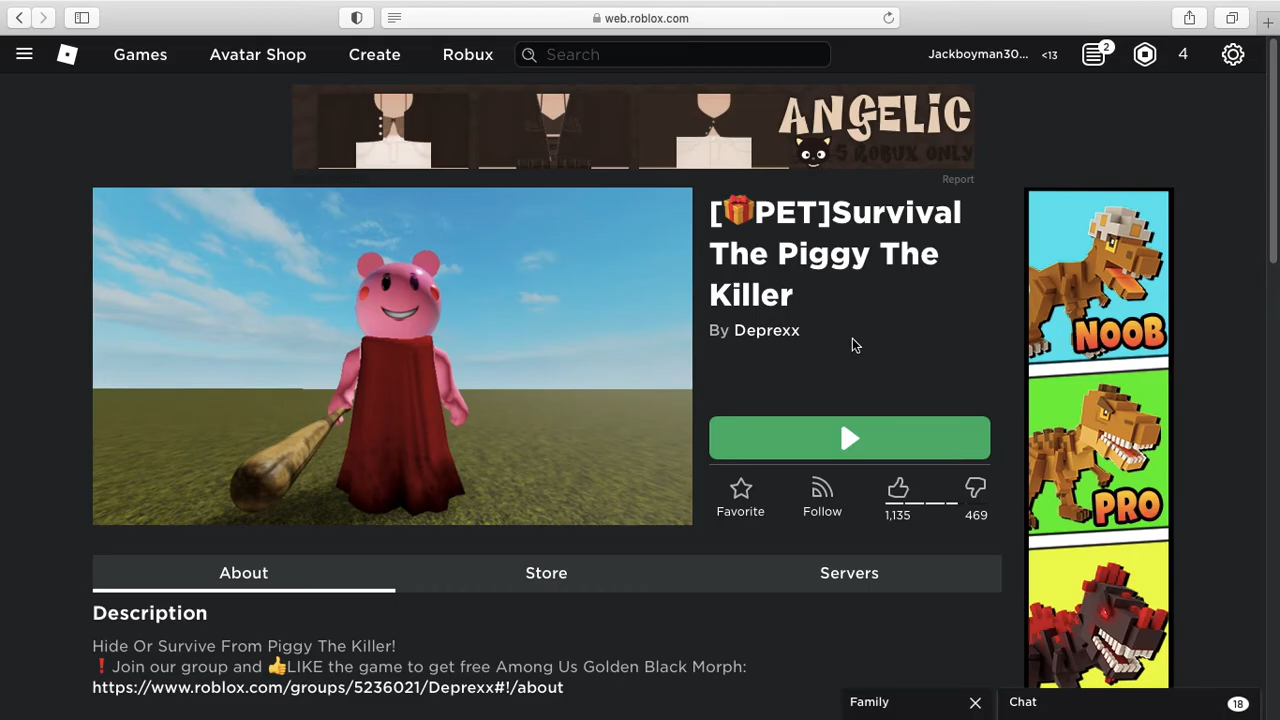 web.roblox.com
Games Avatar Shop Create Robux Search Jackboyman30... <13 2 4
ANGELIC
5 ROBUX ONLY
Report
[🎁PET]Survival
The Piggy The
Killer
By Deprexx
NOOB
PRO
Favorite Follow 1,135 469
About Store Servers
Description
Hide Or Survive From Piggy The Killer!
❗Join our group and 👍LIKE the game to get free Among Us Golden Black Morph:
https://www.roblox.com/groups/5236021/Deprexx#!/about
Family Chat 18